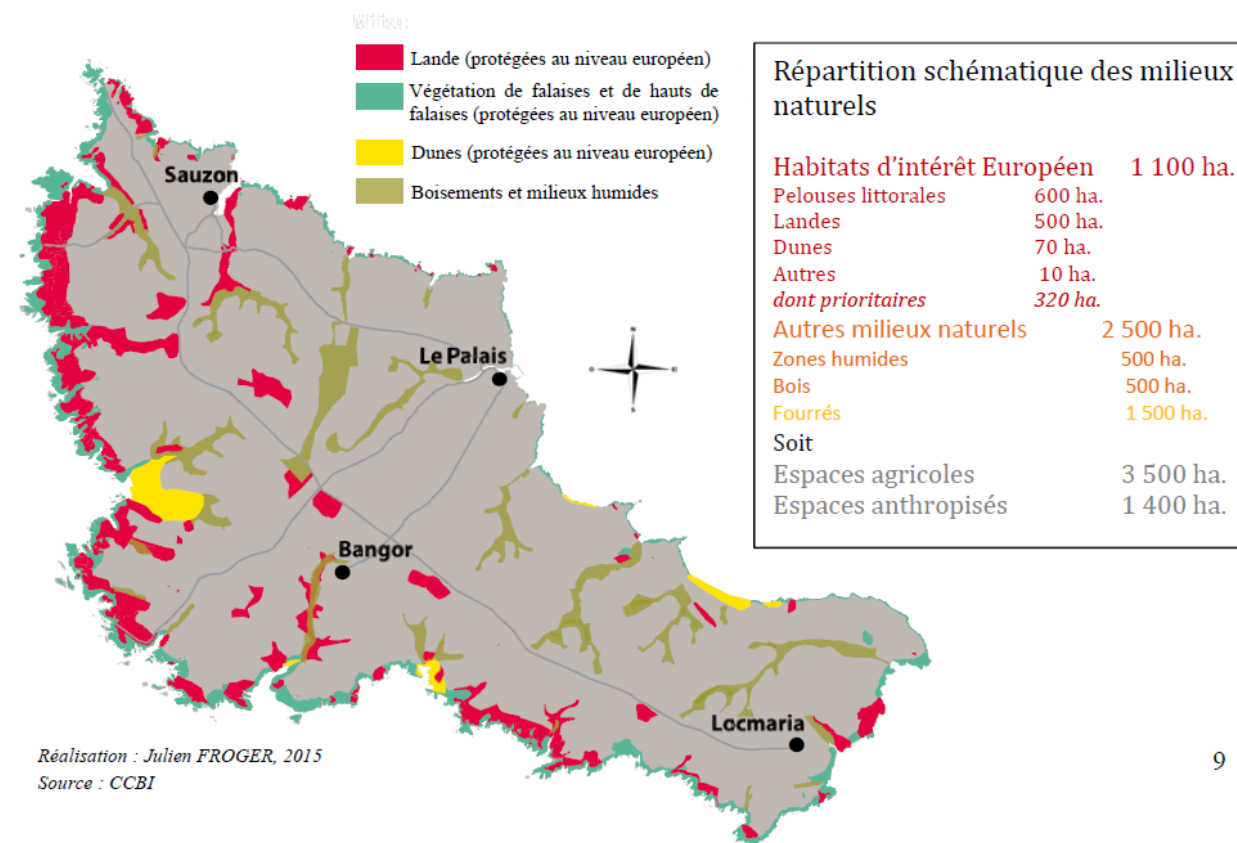 Lande (protégées au niveau européen)
Végétation de falaises et de hauts de
falaises (protégées au niveau européen)
Dunes (protégées au niveau européen)
Boisements et milieux humides
Répartition schématique des milieux
naturels
Habitats d'intérêt Européen 1 100 ha.
Pelouses littorales 600 ha.
Landes 500 ha.
Dunes 70 ha.
Autres 10 ha.
dont prioritaires 320 ha.
Autres milieux naturels 2 500 ha.
Zones humides 500 ha.
Bois 500 ha.
Fourrés 1 500 ha.
Soit
Espaces agricoles 3 500 ha.
Espaces anthropisés 1 400 ha.
Sauzon
Le Palais
Bangor
Locmaria
Réalisation : Julien FROGER, 2015
Source : CCBI
9